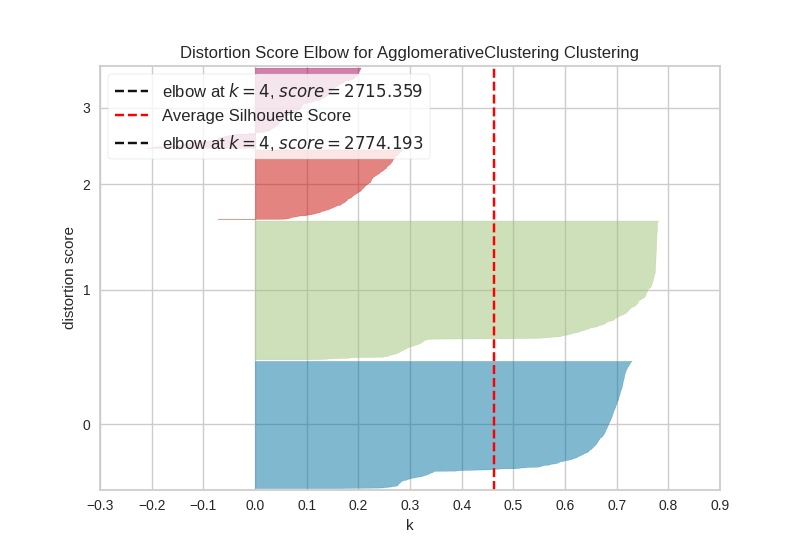 Distortion Score Elbow for AgglomerativeClustering Clustering
elbow at k = 4, score = 2715.359
Average Silhouette Score
elbow at k = 4, score = 2774.193
distortion score
3
2
1
0
−0.3 −0.2 −0.1 0.0 0.1 0.2 0.3 0.4 0.5 0.6 0.7 0.8 0.9
k